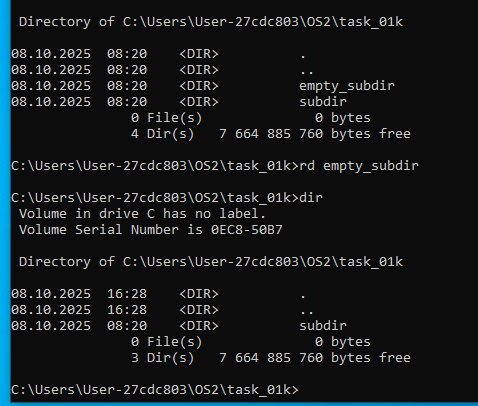 Directory of C:\Users\User-27cdc803\OS2\task_01k
08.10.2025  08:20    <DIR>          .
08.10.2025  08:20    <DIR>          ..
08.10.2025  08:20    <DIR>          empty_subdir
08.10.2025  08:20    <DIR>          subdir
               0 File(s)              0 bytes
               4 Dir(s)   7 664 885 760 bytes free
C:\Users\User-27cdc803\OS2\task_01k>rd empty_subdir
C:\Users\User-27cdc803\OS2\task_01k>dir
 Volume in drive C has no label.
 Volume Serial Number is 0EC8-50B7
 Directory of C:\Users\User-27cdc803\OS2\task_01k
08.10.2025  16:28    <DIR>          .
08.10.2025  16:28    <DIR>          ..
08.10.2025  08:20    <DIR>          subdir
               0 File(s)              0 bytes
               3 Dir(s)   7 664 885 760 bytes free
C:\Users\User-27cdc803\OS2\task_01k>